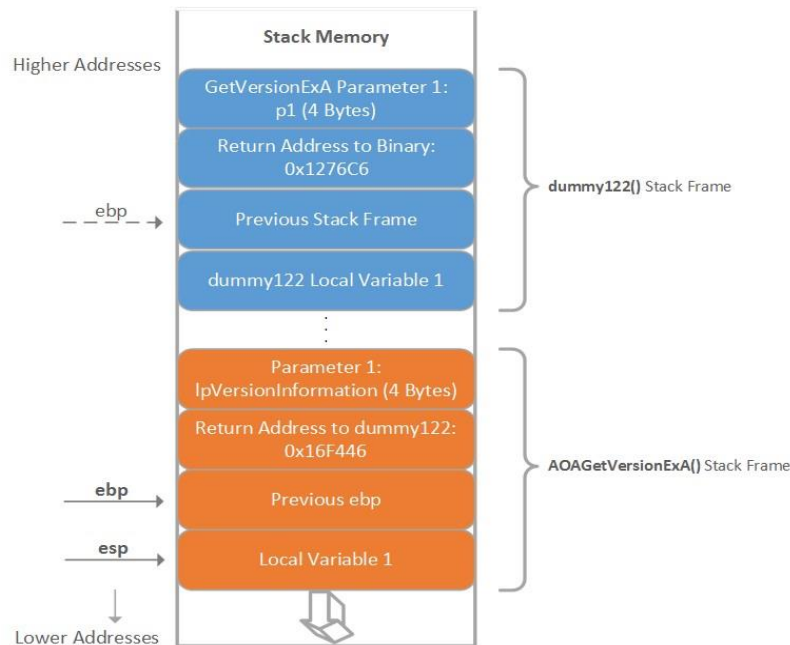 Stack Memory
Higher Addresses
GetVersionExA Parameter 1:
p1 (4 Bytes)
Return Address to Binary:
0x1276C6
ebp
Previous Stack Frame
dummy122() Stack Frame
dummy122 Local Variable 1
Parameter 1:
lpVersionInformation (4 Bytes)
Return Address to dummy122:
0x16F446
AOAGetVersionExA() Stack Frame
ebp
Previous ebp
esp
Local Variable 1
Lower Addresses